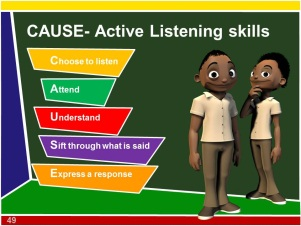 CAUSE- Active Listening skills
Choose to listen
Attend
Understand
Sift through what is said
Express a response
49